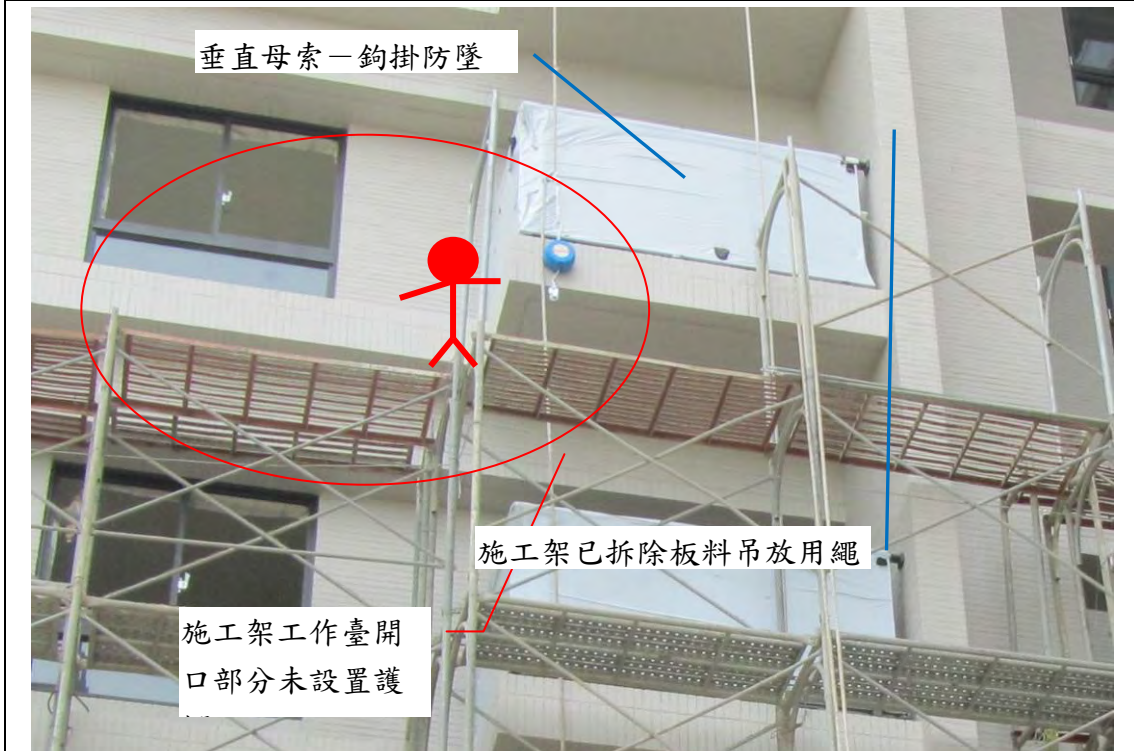 垂直母索－鉤掛防墜
施工架已拆除板料吊放用繩
施工架工作臺開
口部分未設置護